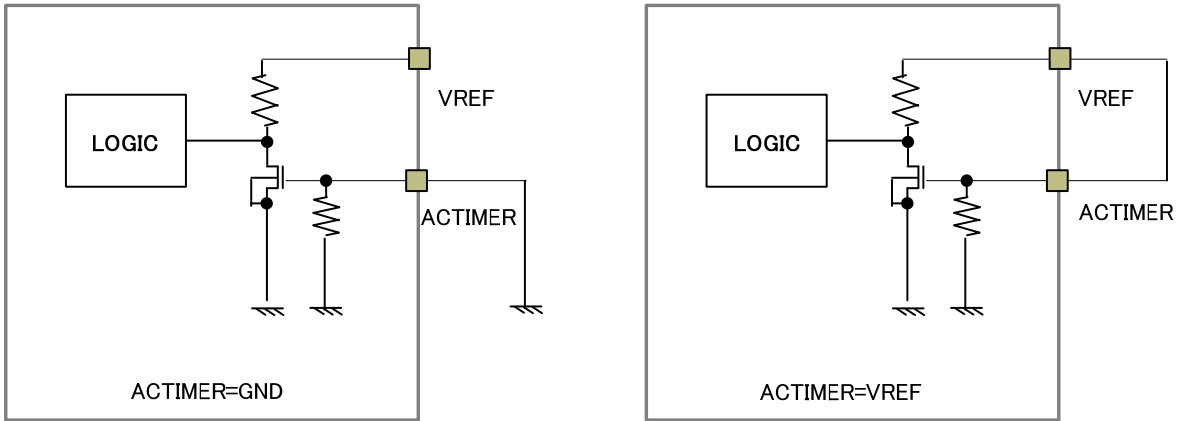 VREF
LOGIC
ACTIMER
ACTIMER=GND
VREF
LOGIC
ACTIMER
ACTIMER=VREF